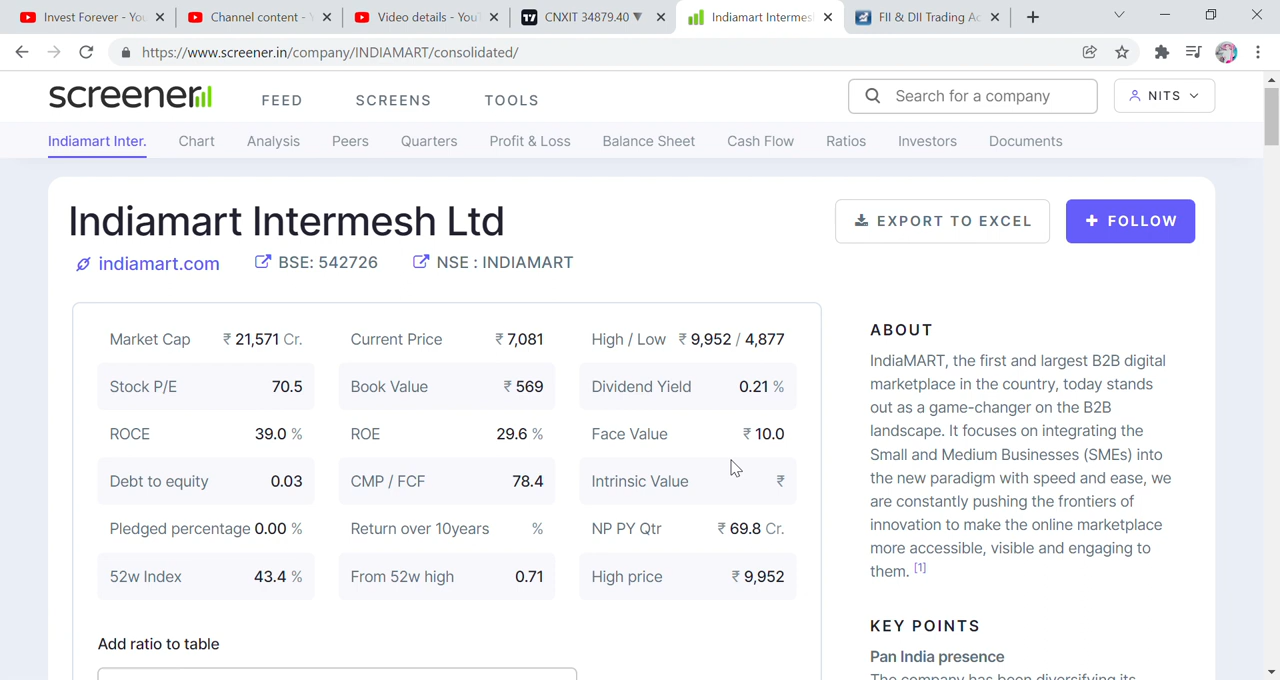 Invest Forever - You
Channel content - Y
Video details - YouT
CNXIT 34879.40 ▼
Indiamart Intermes
FII & DII Trading Ac
https://www.screener.in/company/INDIAMART/consolidated/
screener
FEED
SCREENS
TOOLS
Search for a company
NITS
Indiamart Inter.
Chart
Analysis
Peers
Quarters
Profit & Loss
Balance Sheet
Cash Flow
Ratios
Investors
Documents
Indiamart Intermesh Ltd
EXPORT TO EXCEL
+ FOLLOW
indiamart.com
BSE: 542726
NSE : INDIAMART
Market Cap ₹ 21,571 Cr.
Current Price ₹ 7,081
High / Low ₹ 9,952 / 4,877
Stock P/E 70.5
Book Value ₹ 569
Dividend Yield 0.21 %
ROCE 39.0 %
ROE 29.6 %
Face Value ₹ 10.0
Debt to equity 0.03
CMP / FCF 78.4
Intrinsic Value ₹
Pledged percentage 0.00 %
Return over 10years %
NP PY Qtr ₹ 69.8 Cr.
52w Index 43.4 %
From 52w high 0.71
High price ₹ 9,952
Add ratio to table
ABOUT
IndiaMART, the first and largest B2B digital
marketplace in the country, today stands
out as a game-changer on the B2B
landscape. It focuses on integrating the
Small and Medium Businesses (SMEs) into
the new paradigm with speed and ease, we
are constantly pushing the frontiers of
innovation to make the online marketplace
more accessible, visible and engaging to
them. [1]
KEY POINTS
Pan India presence
The company has been diversifying its